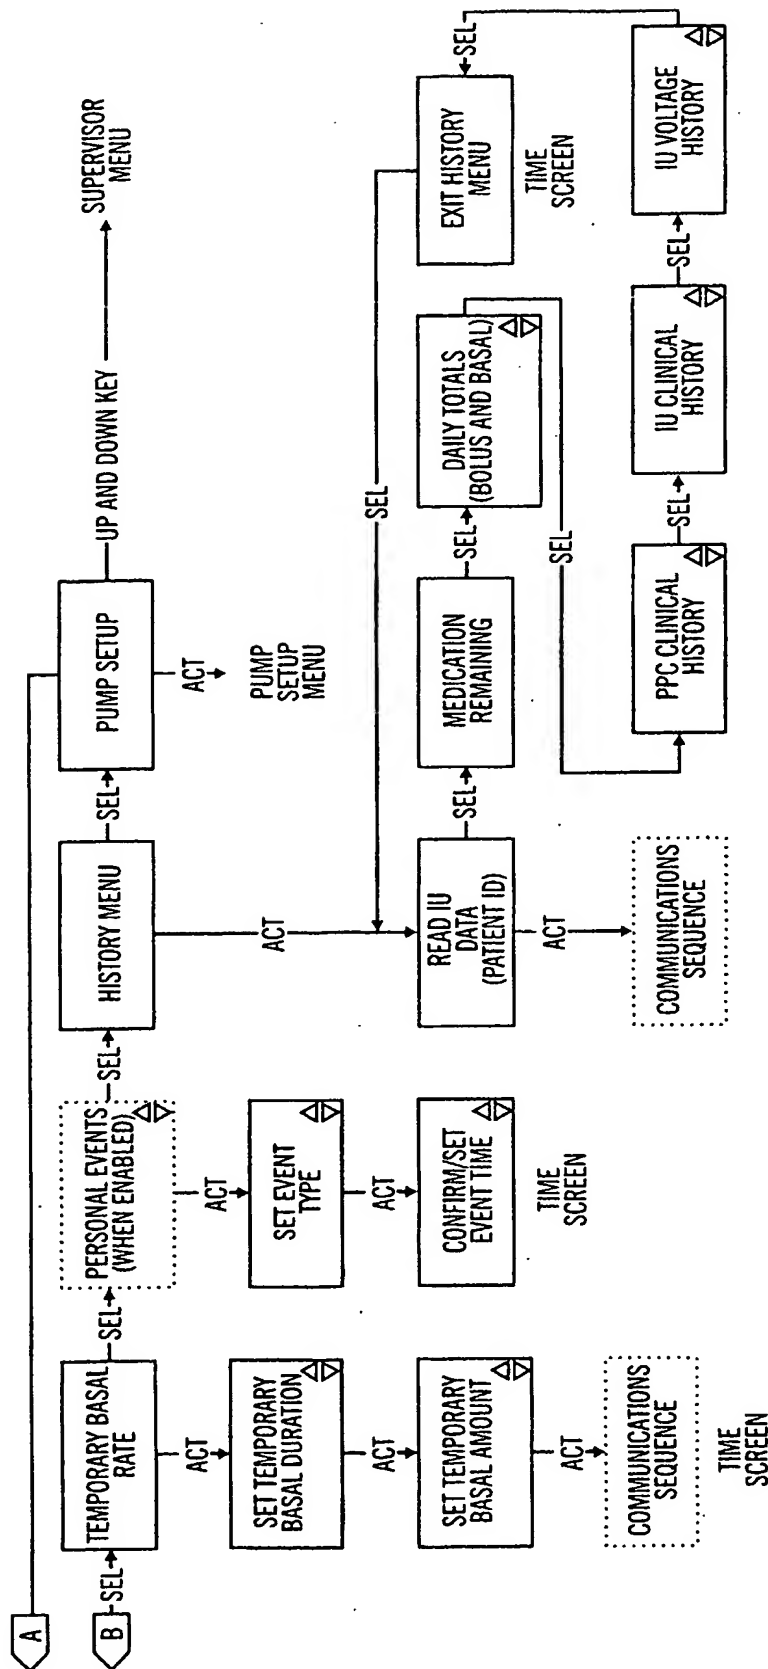 A
B
SEL
TEMPORARY BASAL
RATE
SEL
PERSONAL EVENTS
(WHEN ENABLED)
SEL
HISTORY MENU
SEL
PUMP SETUP
UP AND DOWN KEY
SUPERVISOR
MENU
ACT
SET TEMPORARY
BASAL DURATION
ACT
SET TEMPORARY
BASAL AMOUNT
ACT
COMMUNICATIONS
SEQUENCE
TIME
SCREEN
ACT
SET EVENT
TYPE
ACT
CONFIRM/SET
EVENT TIME
TIME
SCREEN
ACT
PUMP
SETUP
MENU
ACT
SEL
READ IU
DATA
(PATIENT ID)
SEL
MEDICATION
REMAINING
SEL
DAILY TOTALS
(BOLUS AND BASAL)
EXIT HISTORY
MENU
SEL
TIME
SCREEN
ACT
COMMUNICATIONS
SEQUENCE
SEL
PPC CLINICAL
HISTORY
SEL
IU CLINICAL
HISTORY
SEL
IU VOLTAGE
HISTORY